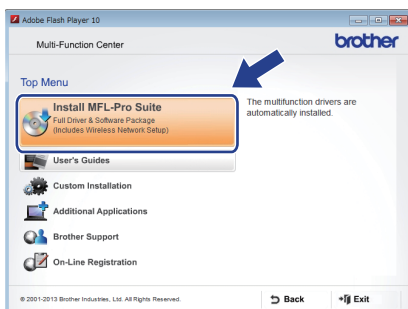 Adobe Flash Player 10
Multi-Function Center
brother
Top Menu
Install MFL-Pro Suite
Full Driver & Software Package
(Includes Wireless Network Setup)
The multifunction drivers are
automatically installed.
User's Guides
Custom Installation
Additional Applications
Brother Support
On-Line Registration
© 2001-2013 Brother Industries, Ltd. All Rights Reserved.
Back
Exit